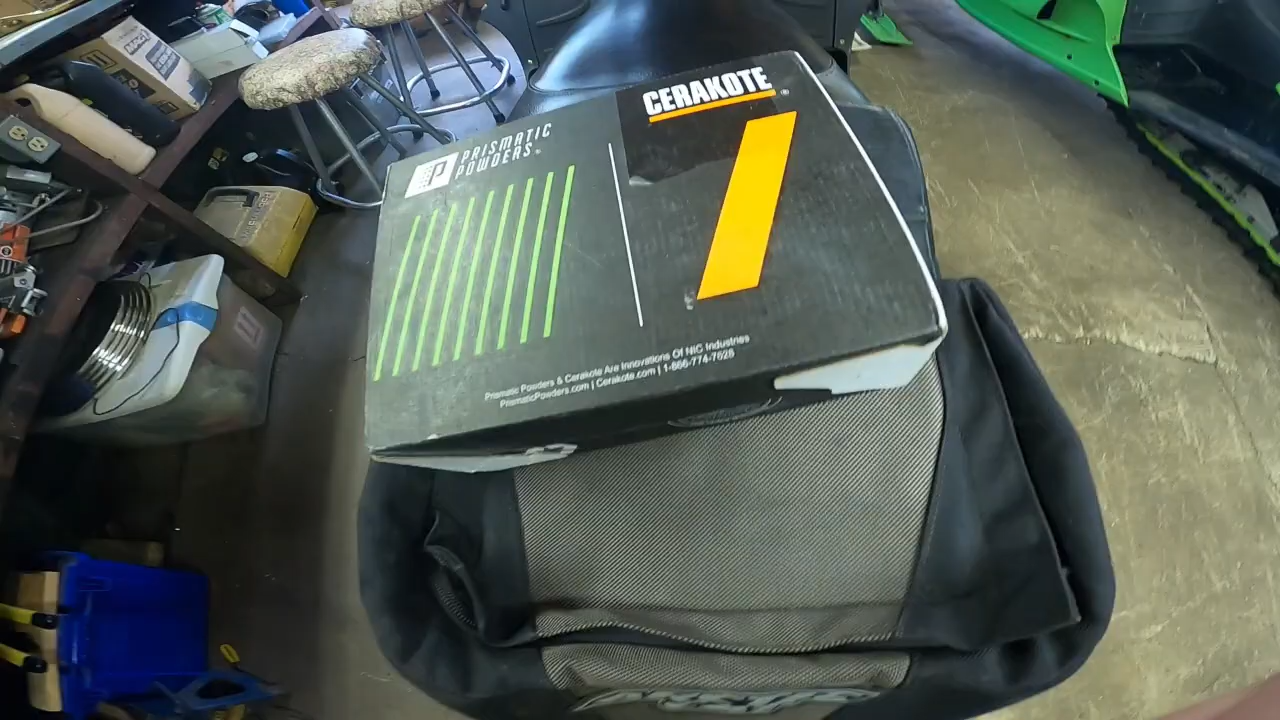 PRISMATIC
POWDERS®
CERAKOTE®
Prismatic Powders & Cerakote Are Innovations Of NIC Industries
PrismaticPowders.com | Cerakote.com | 1-866-774-7628